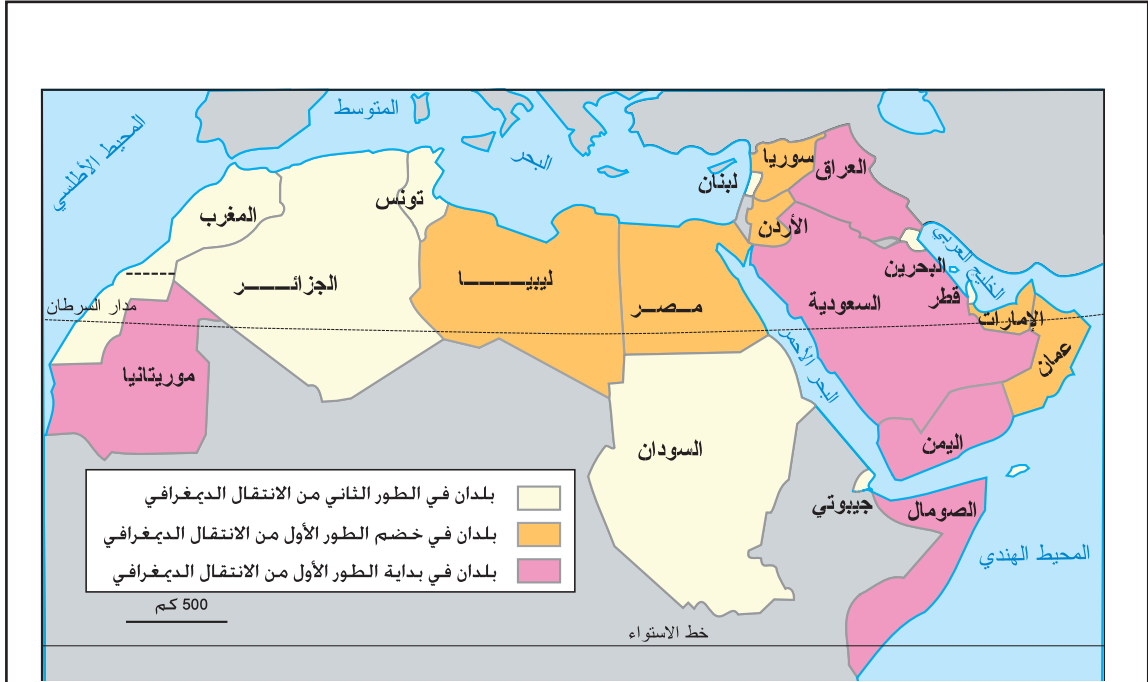 المتوسط
البحر
المحيط الأطلسي
سوريا
العراق
لبنان
تونس
المغرب
الأردن
الخليج العربي
البحرين
الجزائــــــر
ليبيــــــــــا
قطر
مــصــر
السعودية
مدار السرطان
الإمارات
البحر الأحمر
عمان
موريتانيا
السودان
اليمن
جيبوتي
الصومال
المحيط الهندي
بلدان في الطور الثاني من الانتقال الديمغرافي
بلدان في خضم الطور الأول من الانتقال الديمغرافي
بلدان في بداية الطور الأول من الانتقال الديمغرافي
500 كم
خط الاستواء